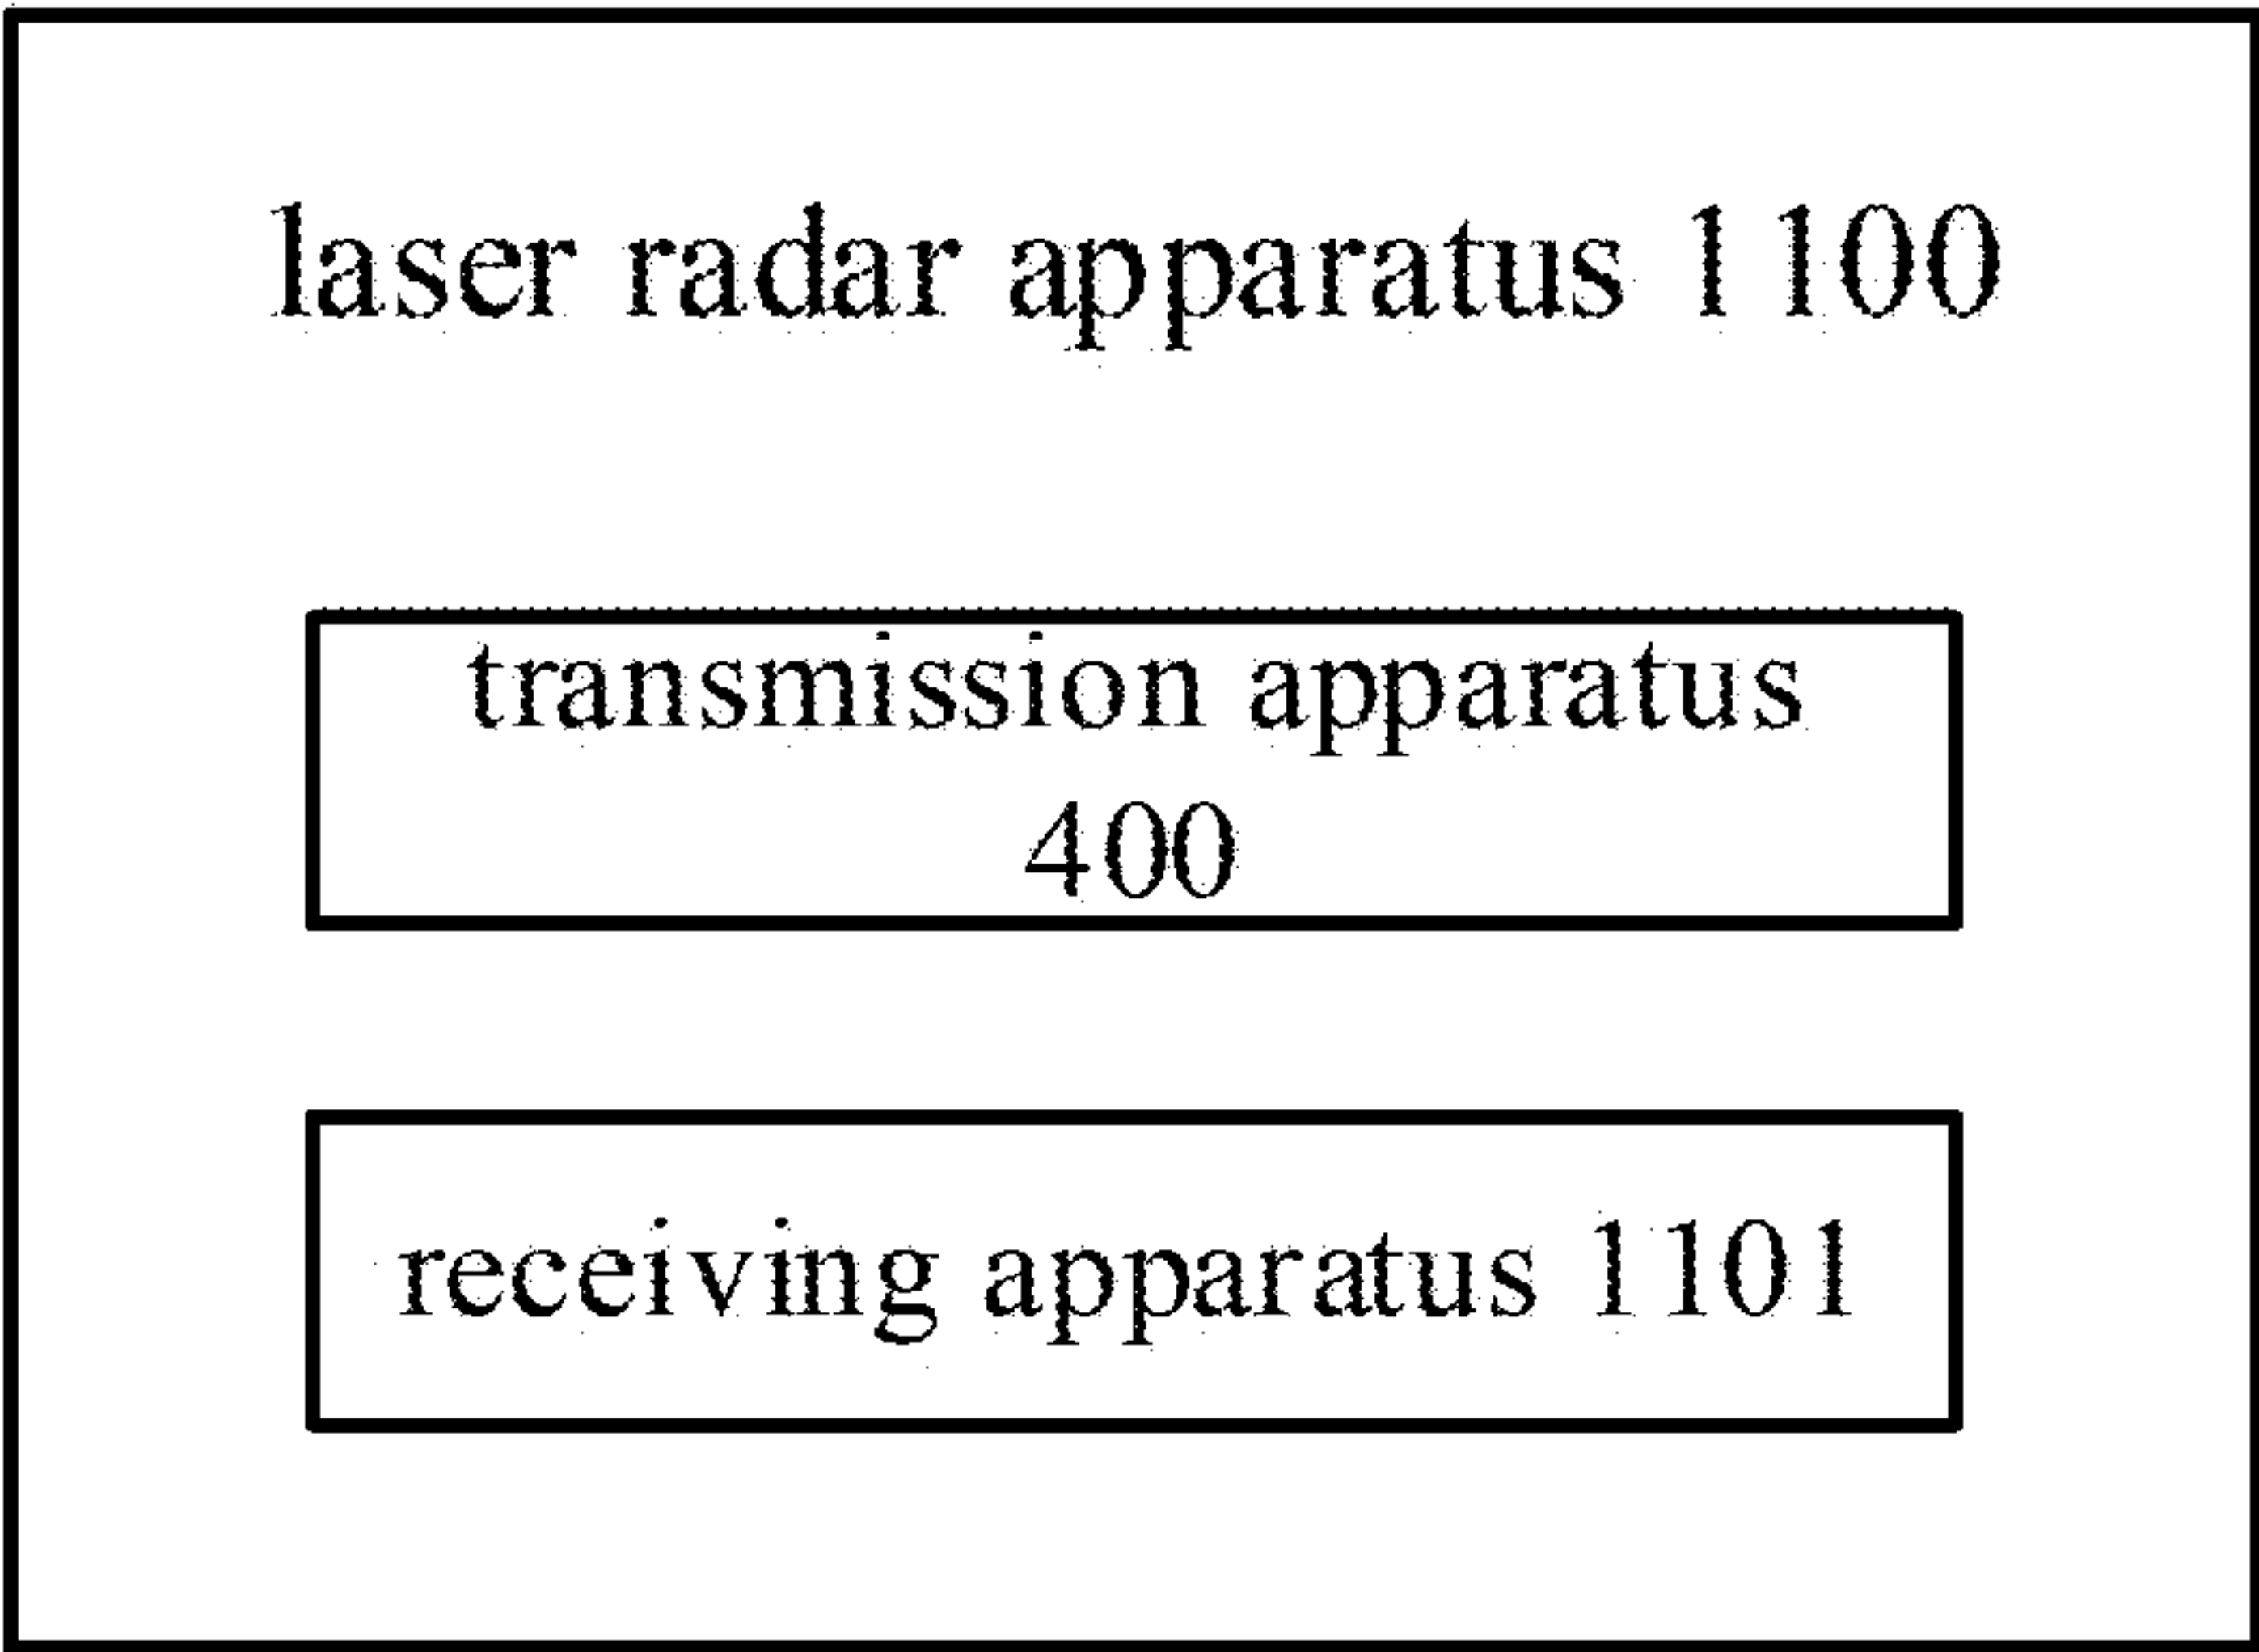 laser radar apparatus 1100
transmission apparatus
400
receiving apparatus 1101